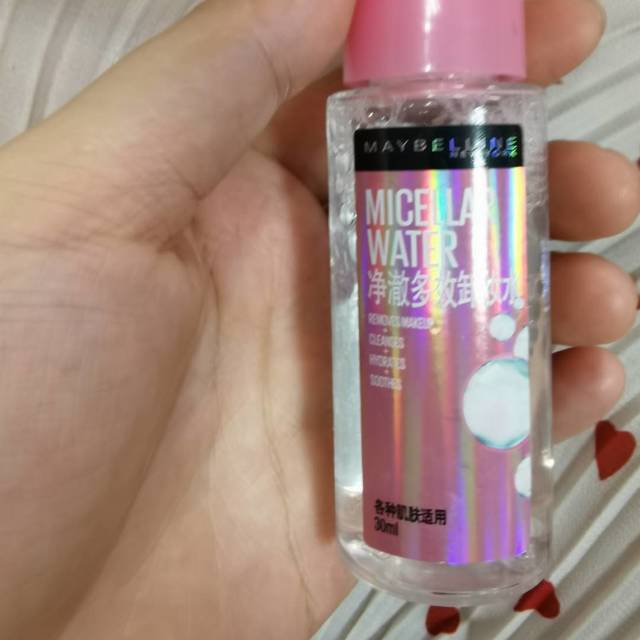 MAYBELLINE
NEW YORK
MICELLAR
WATER
净澈多效卸妆水
REMOVES MAKEUP
+
CLEANSES
+
HYDRATES
+
SOOTHES
各种肌肤适用
30ml